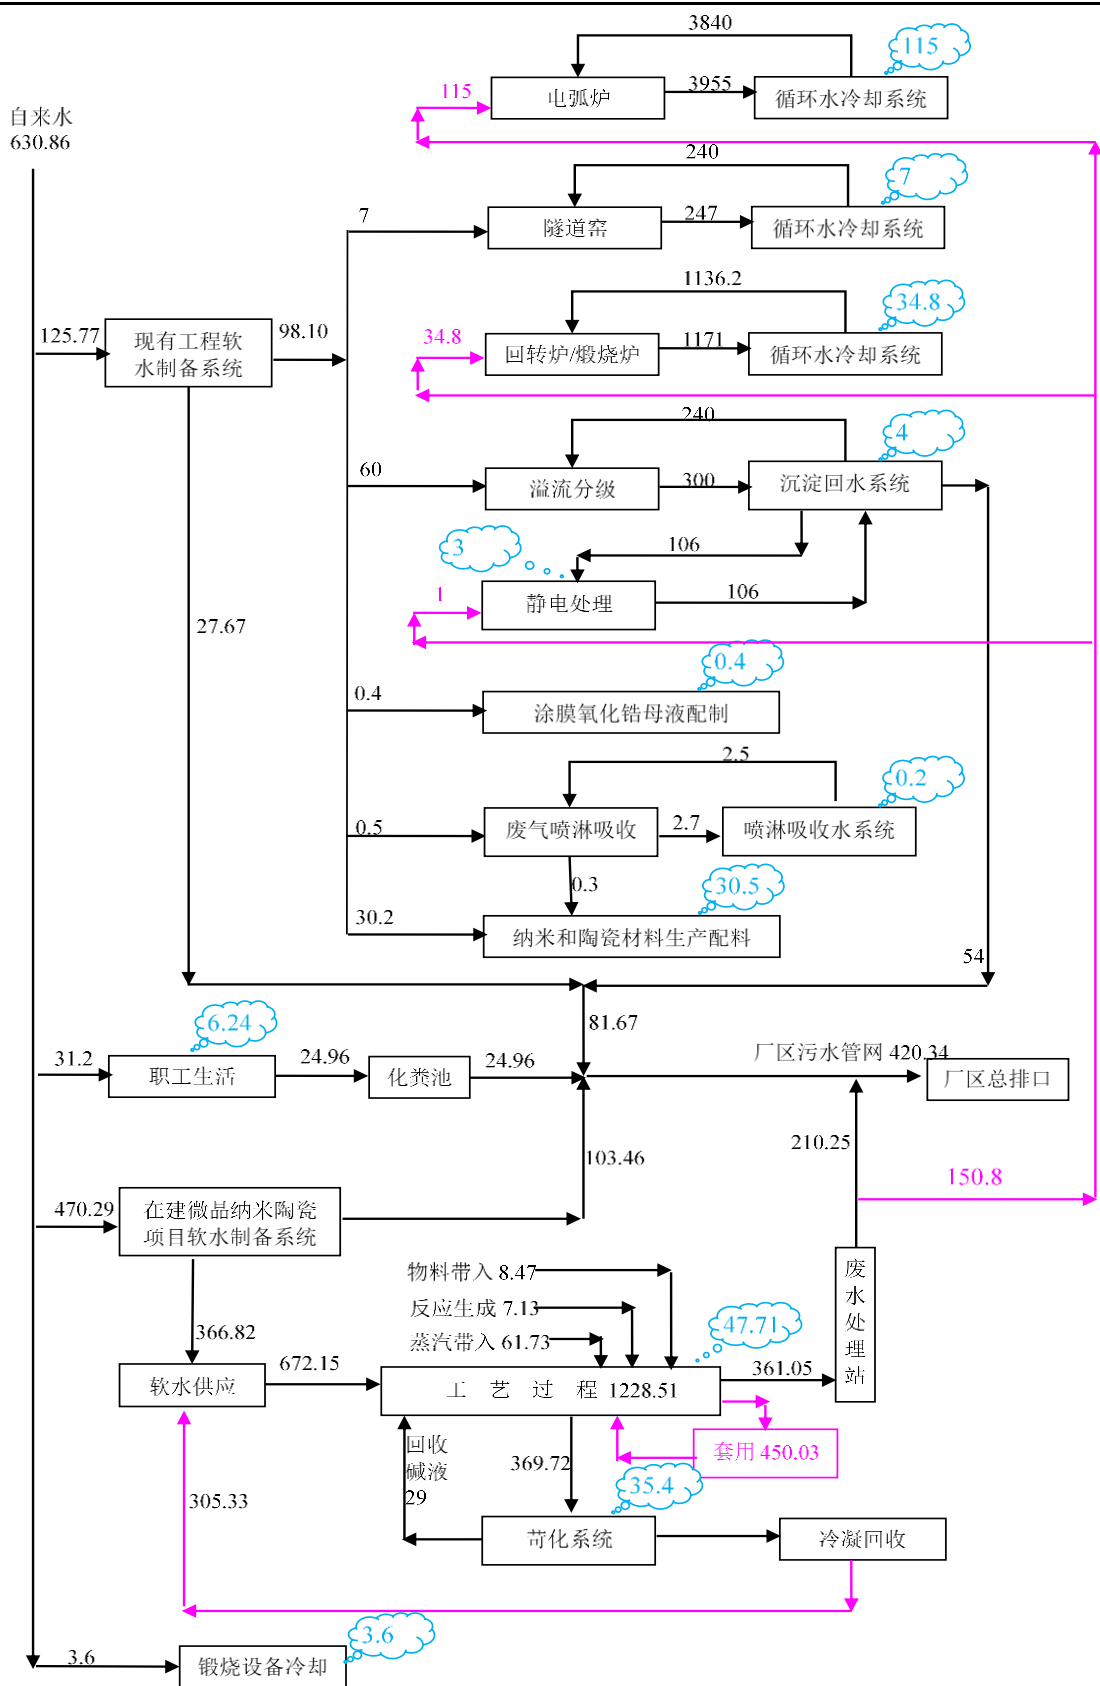 3840
115
115
电弧炉
3955
循环水冷却系统
自来水
630.86
240
7
7
隧道窑
247
循环水冷却系统
1136.2
34.8
125.77
现有工程软
水制备系统
98.10
34.8
回转炉/煅烧炉
1171
循环水冷却系统
240
4
60
溢流分级
300
沉淀回水系统
3
106
1
静电处理
106
27.67
0.4
0.4
涂膜氧化锆母液配制
2.5
0.2
0.5
废气喷淋吸收
2.7
喷淋吸收水系统
0.3
30.5
30.2
纳米和陶瓷材料生产配料
54
6.24
81.67
31.2
职工生活
24.96
化粪池
24.96
厂区污水管网 420.34
厂区总排口
210.25
103.46
150.8
470.29
在建微晶纳米陶瓷
项目软水制备系统
物料带入 8.47
废水处理站
反应生成 7.13
366.82
蒸汽带入 61.73
47.71
软水供应
672.15
工 艺 过 程 1228.51
361.05
回收
碱液
29
369.72
套用 450.03
35.4
305.33
苛化系统
冷凝回收
3.6
3.6
锻烧设备冷却